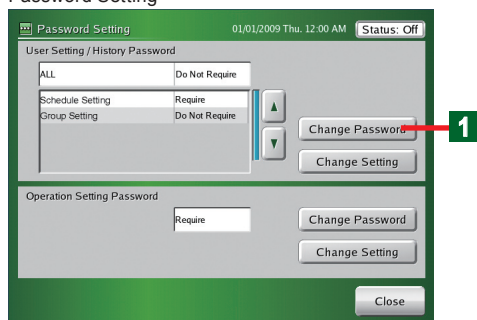 Password Setting
Password Setting 01/01/2009 Thu. 12:00 AM Status: Off
User Setting / History Password
ALL Do Not Require
Schedule Setting Require
Group Setting Do Not Require
Change Password 1
Change Setting
Operation Setting Password
Require Change Password
Change Setting
Close